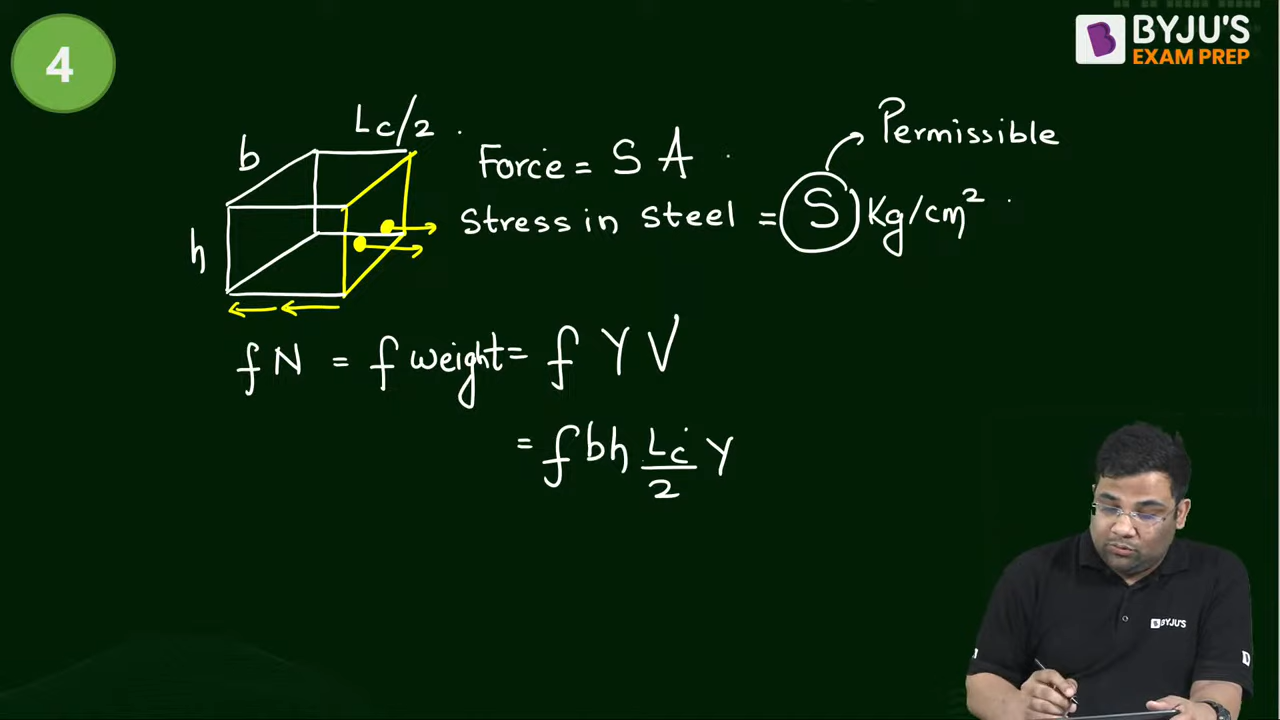 4
BYJU'S
EXAM PREP
Lc/2
b
h
Force = S A
Permissible
Stress in Steel = S Kg/cm²
f N = f weight = f γ V
= f b h Lc/2 γ
BYJU'S